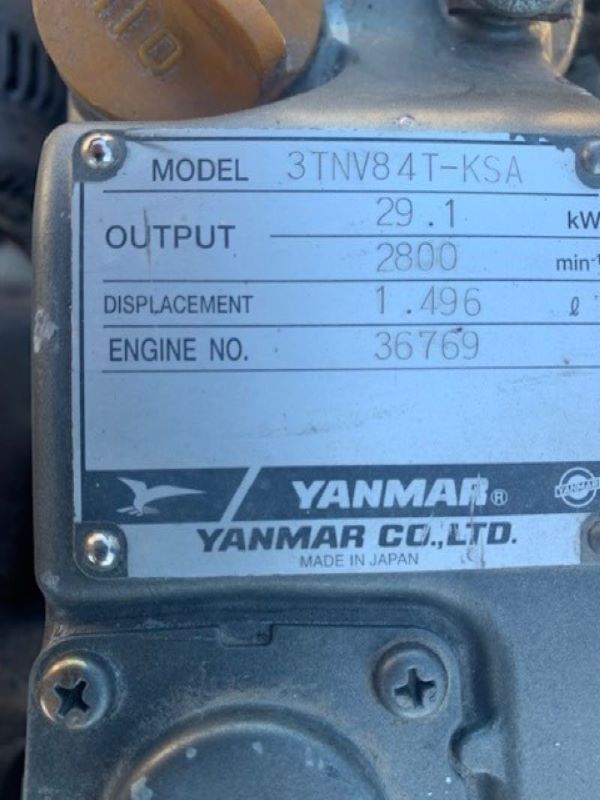 MODEL 3TNV84T-KSA
OUTPUT 29.1 kW
2800 min⁻¹
DISPLACEMENT 1.496 ℓ
ENGINE NO. 36769
YANMAR® YANMAR
YANMAR CO.,LTD.
MADE IN JAPAN